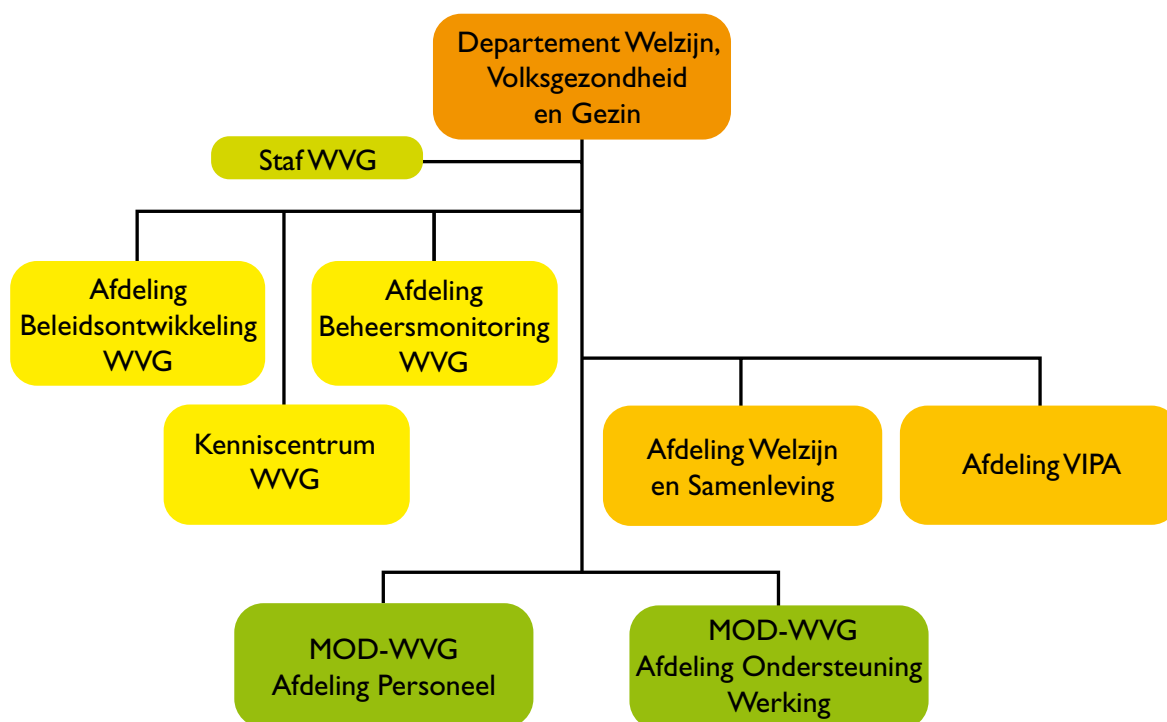 Departement Welzijn,
Volksgezondheid
en Gezin
Staf WVG
Afdeling
Beleidsontwikkeling
WVG
Afdeling
Beheersmonitoring
WVG
Kenniscentrum
WVG
Afdeling Welzijn
en Samenleving
Afdeling VIPA
MOD-WVG
Afdeling Personeel
MOD-WVG
Afdeling Ondersteuning
Werking